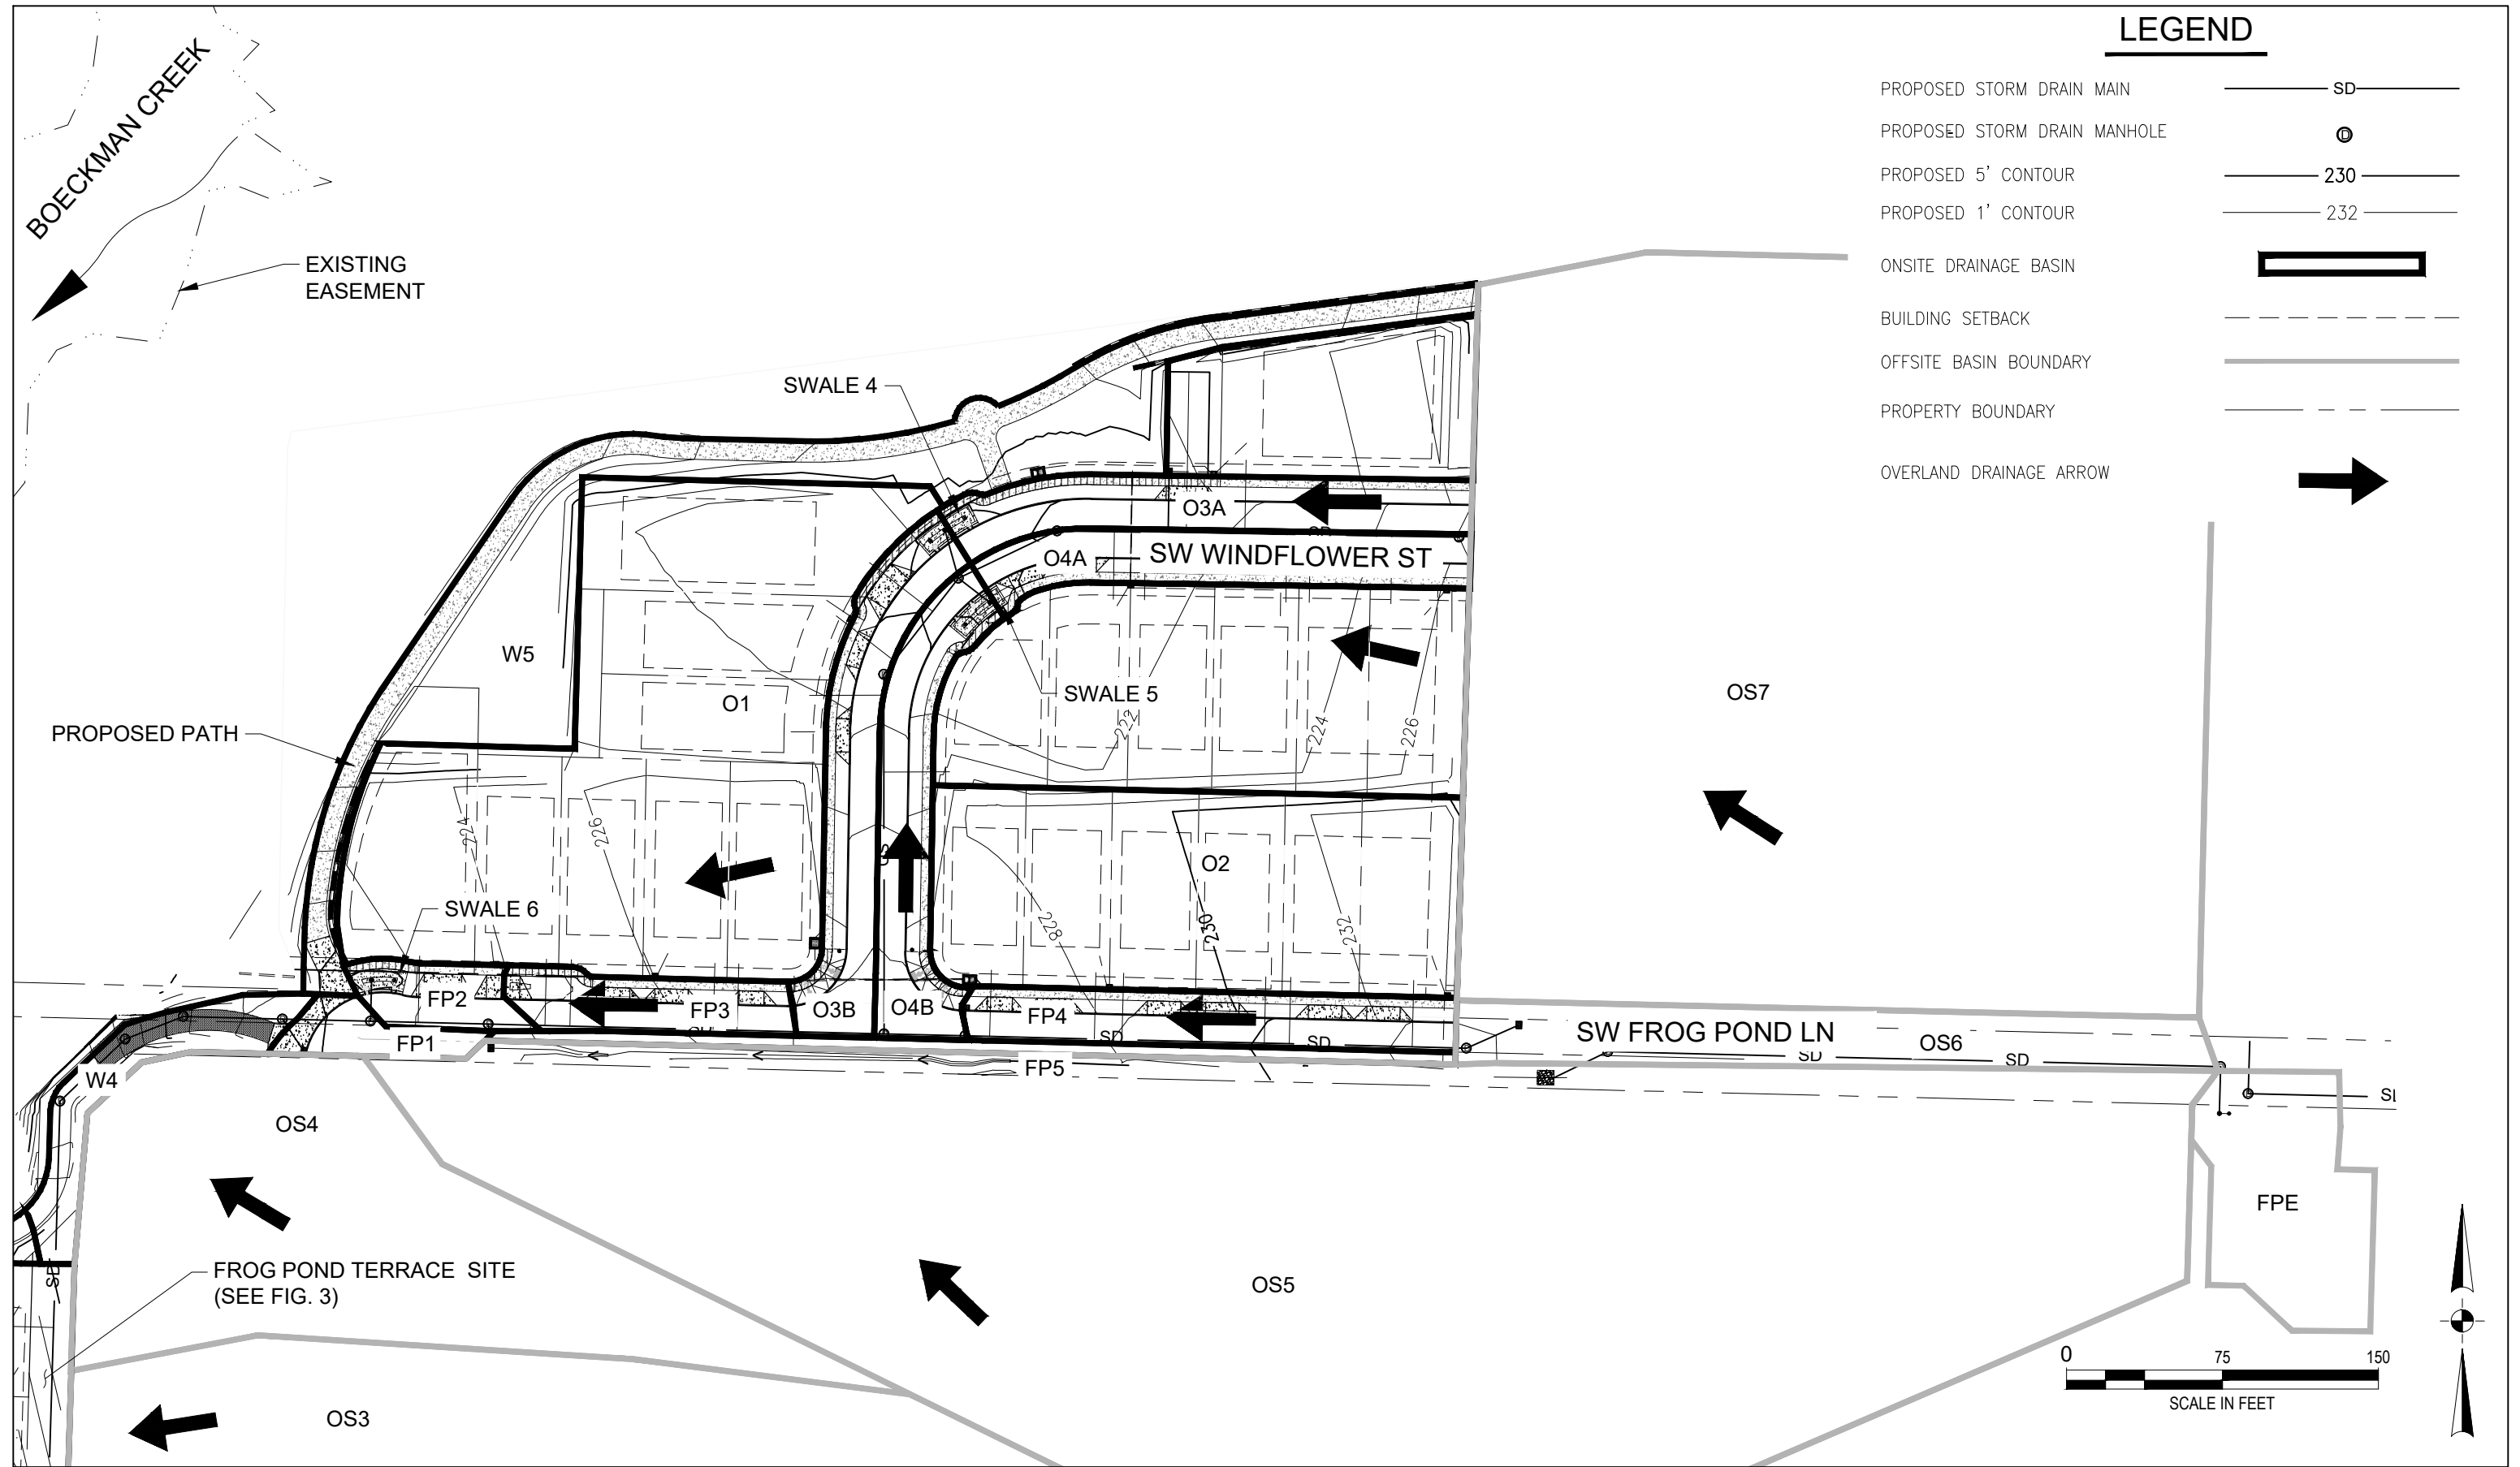 LEGEND
PROPOSED STORM DRAIN MAIN
SD
PROPOSED STORM DRAIN MANHOLE
D
PROPOSED 5' CONTOUR
230
PROPOSED 1' CONTOUR
232
ONSITE DRAINAGE BASIN
BUILDING SETBACK
OFFSITE BASIN BOUNDARY
PROPERTY BOUNDARY
OVERLAND DRAINAGE ARROW
BOECKMAN CREEK
EXISTING
EASEMENT
SWALE 4
O3A
O4A
SW WINDFLOWER ST
W5
O1
SWALE 5
222
224
226
OS7
PROPOSED PATH
224
226
O2
SWALE 6
228
230
232
FP2
FP3
O3B
O4B
FP4
SD
SD
SW FROG POND LN
OS6
FP1
FP5
SD
SD
W4
OS4
FPE
FROG POND TERRACE SITE
(SEE FIG. 3)
SD
OS5
OS3
0 75 150
SCALE IN FEET